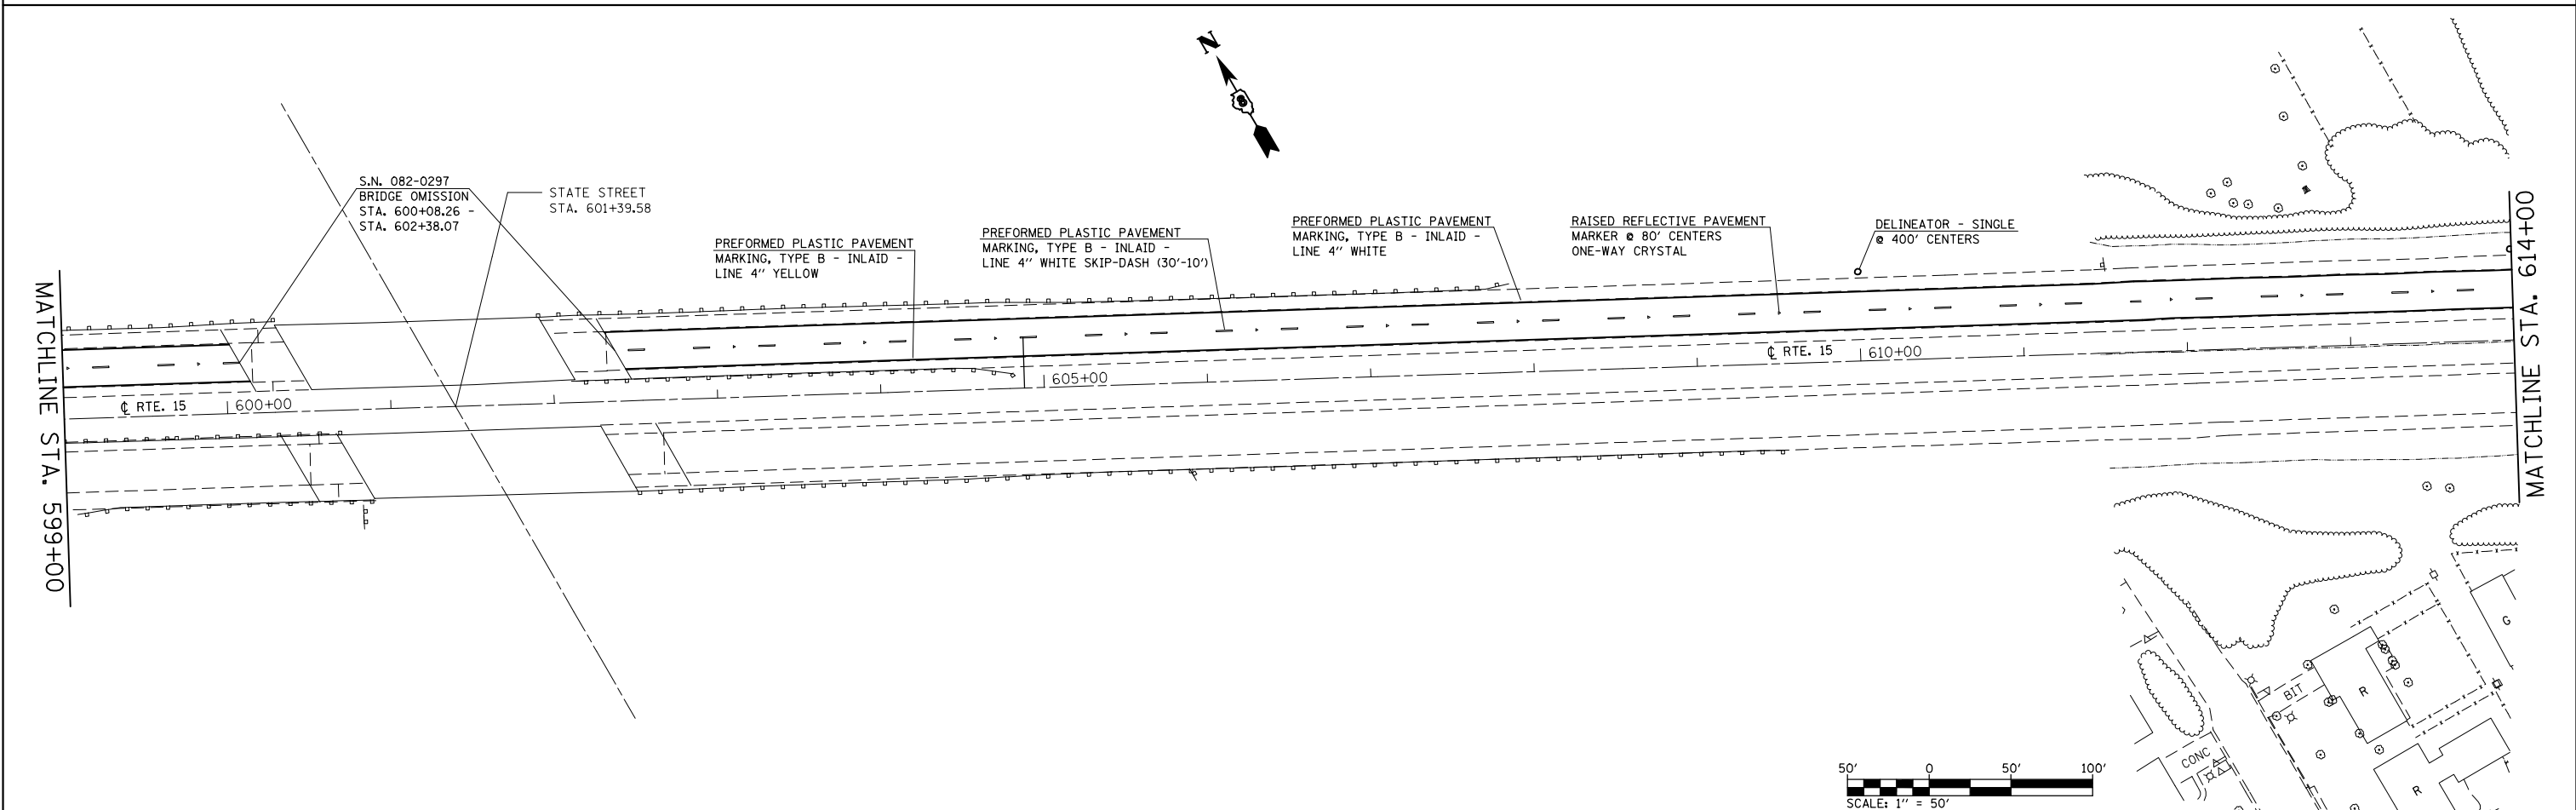 N
S.N. 082-0297
BRIDGE OMISSION
STA. 600+08.26 -
STA. 602+38.07
STATE STREET
STA. 601+39.58
PREFORMED PLASTIC PAVEMENT
MARKING, TYPE B - INLAID -
LINE 4" YELLOW
PREFORMED PLASTIC PAVEMENT
MARKING, TYPE B - INLAID -
LINE 4" WHITE SKIP-DASH (30'-10')
PREFORMED PLASTIC PAVEMENT
MARKING, TYPE B - INLAID -
LINE 4" WHITE
RAISED REFLECTIVE PAVEMENT
MARKER @ 80' CENTERS
ONE-WAY CRYSTAL
DELINEATOR - SINGLE
@ 400' CENTERS
MATCHLINE STA. 599+00
MATCHLINE STA. 614+00
℄ RTE. 15
600+00
605+00
℄ RTE. 15
610+00
G
BIT
R
CONC
R
50' 0 50' 100'
SCALE: 1" = 50'